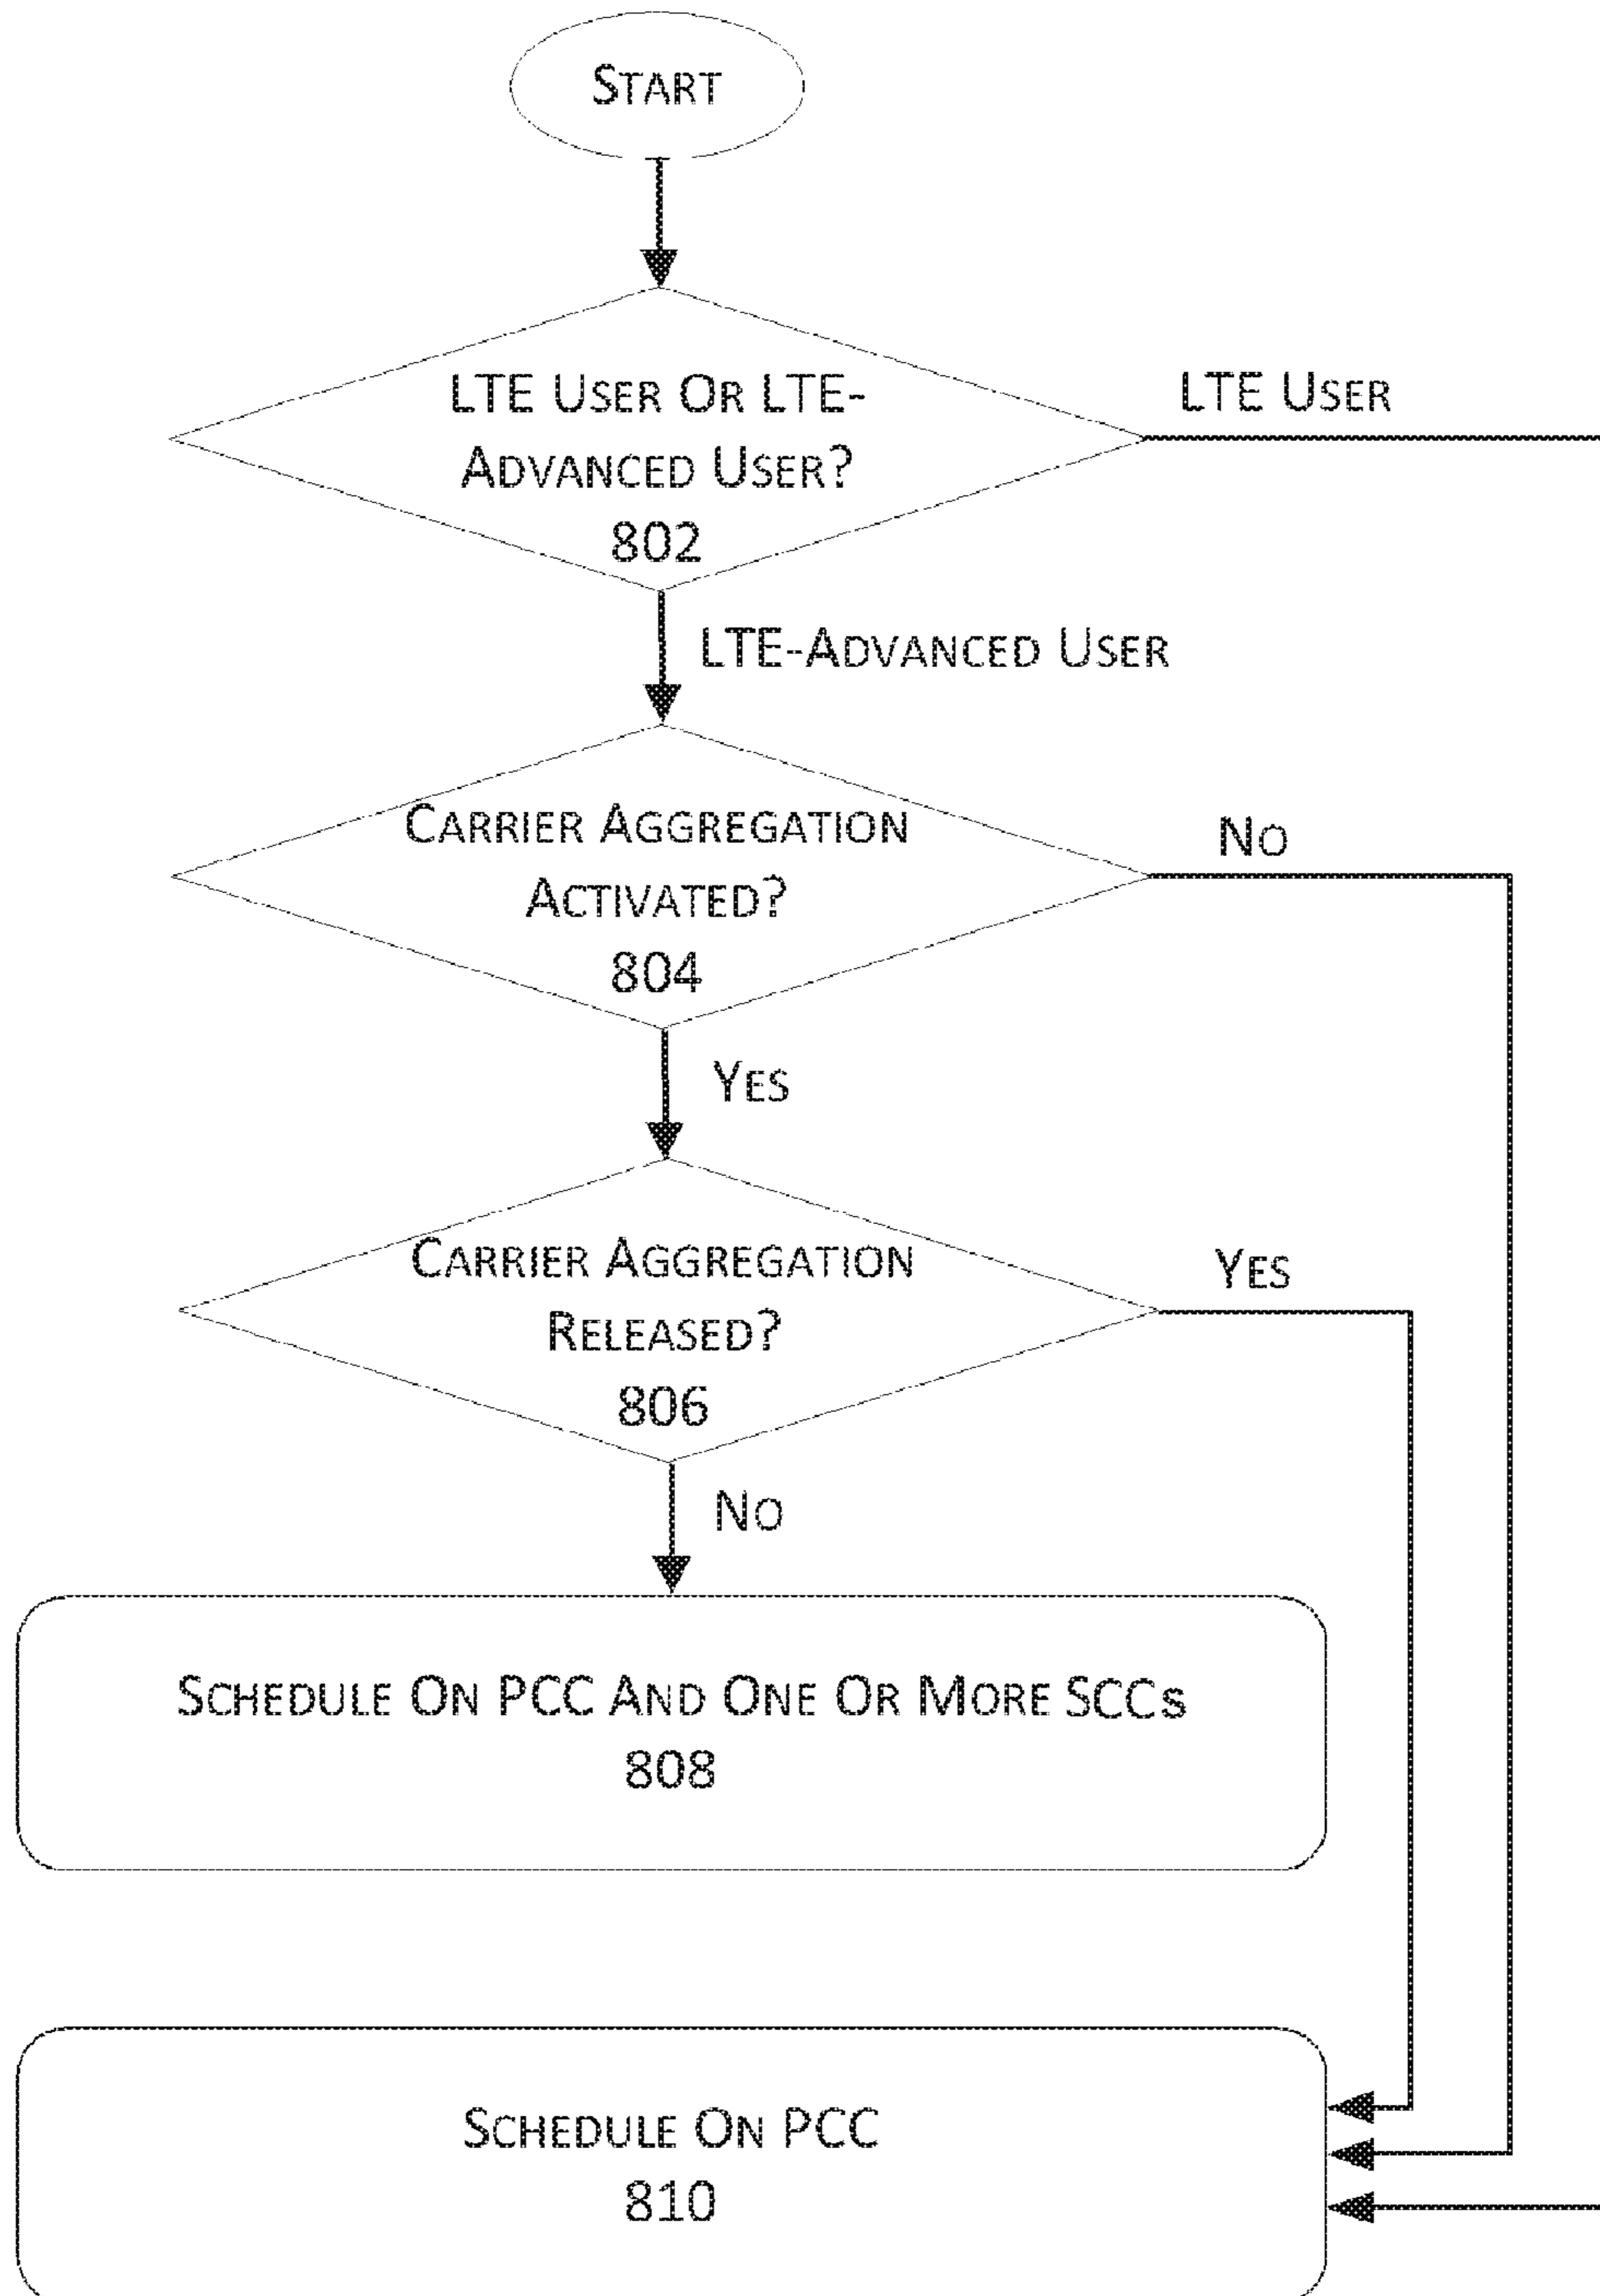 START
LTE USER OR LTE-
ADVANCED USER?
802
LTE USER
LTE-ADVANCED USER
CARRIER AGGREGATION
ACTIVATED?
804
NO
YES
CARRIER AGGREGATION
RELEASED?
806
YES
NO
SCHEDULE ON PCC AND ONE OR MORE SCCs
808
SCHEDULE ON PCC
810